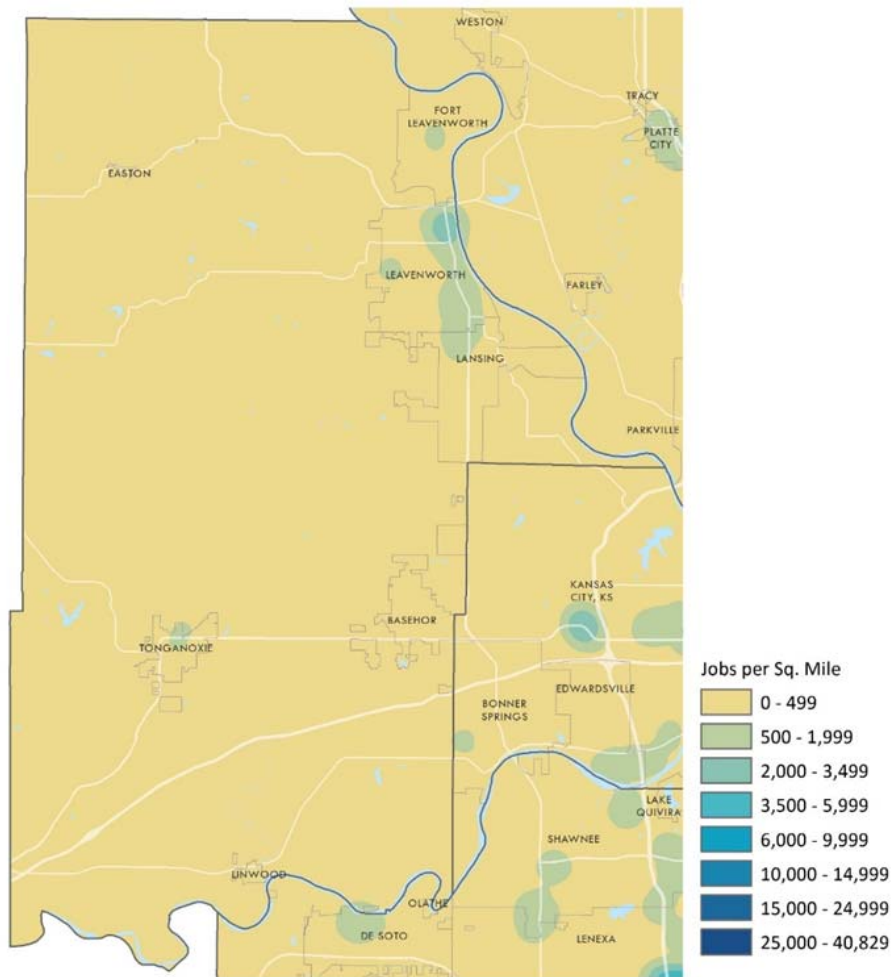 WESTON
TRACY
FORT
LEAVENWORTH
PLATTE
CITY
EASTON
LEAVENWORTH
FARLEY
LANSING
PARKVILLE
KANSAS
CITY, KS
BASEHOR
TONGANOXIE
EDWARDSVILLE
BONNER
SPRINGS
LAKE
QUIVIRA
SHAWNEE
LINWOOD
OLATHE
DE SOTO
LENEXA
Jobs per Sq. Mile
0 - 499
500 - 1,999
2,000 - 3,499
3,500 - 5,999
6,000 - 9,999
10,000 - 14,999
15,000 - 24,999
25,000 - 40,829